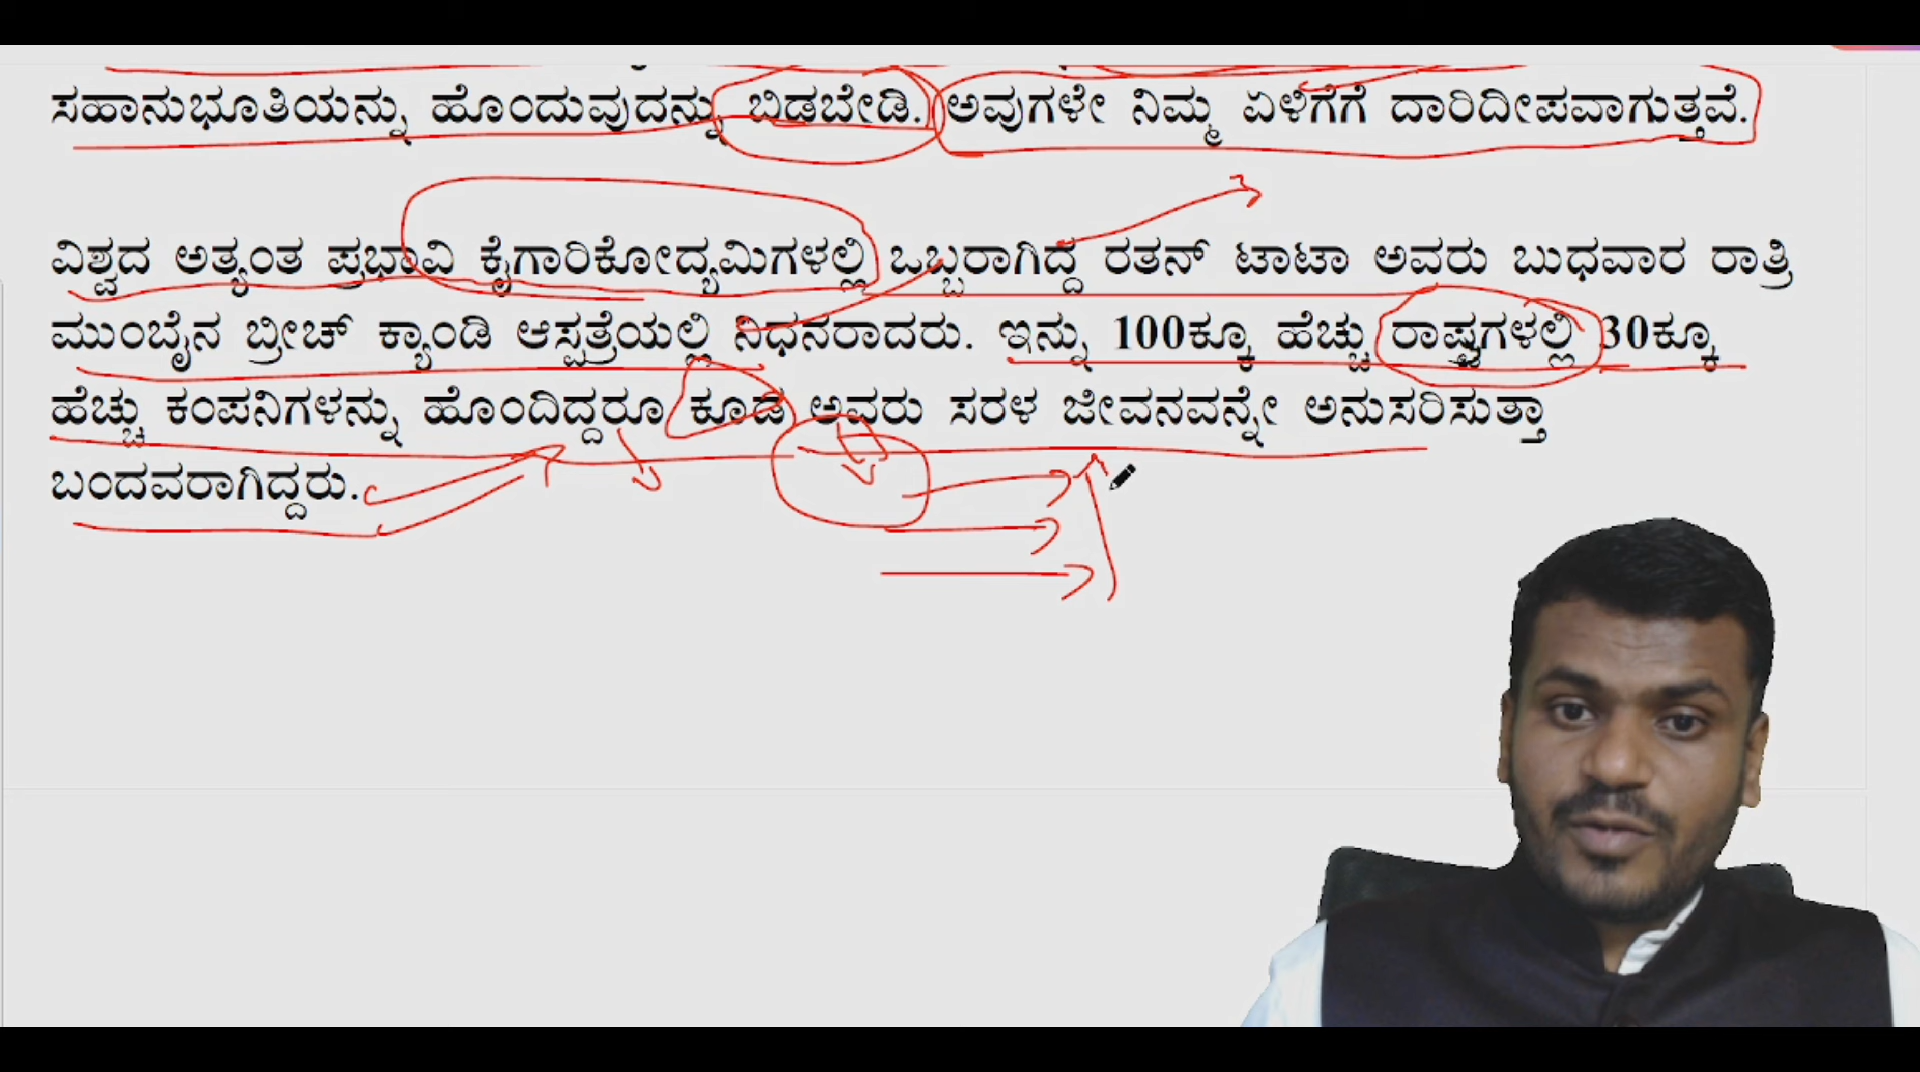 ಸಹಾನುಭೂತಿಯನ್ನು ಹೊಂದುವುದನ್ನು ಬಿಡಬೇಡಿ. ಅವುಗಳೇ ನಿಮ್ಮ ಏಳಿಗೆಗೆ ದಾರಿದೀಪವಾಗುತ್ತವೆ.
ವಿಶ್ವದ ಅತ್ಯಂತ ಪ್ರಭಾವಿ ಕೈಗಾರಿಕೋದ್ಯಮಿಗಳಲ್ಲಿ ಒಬ್ಬರಾಗಿದ್ದ ರತನ್ ಟಾಟಾ ಅವರು ಬುಧವಾರ ರಾತ್ರಿ
ಮುಂಬೈನ ಬ್ರೀಚ್ ಕ್ಯಾಂಡಿ ಆಸ್ಪತ್ರೆಯಲ್ಲಿ ನಿಧನರಾದರು. ಇನ್ನು 100ಕ್ಕೂ ಹೆಚ್ಚು ರಾಷ್ಟ್ರಗಳಲ್ಲಿ 30ಕ್ಕೂ
ಹೆಚ್ಚು ಕಂಪನಿಗಳನ್ನು ಹೊಂದಿದ್ದರೂ ಕೂಡ ಅವರು ಸರಳ ಜೀವನವನ್ನೇ ಅನುಸರಿಸುತ್ತಾ
ಬಂದವರಾಗಿದ್ದರು.